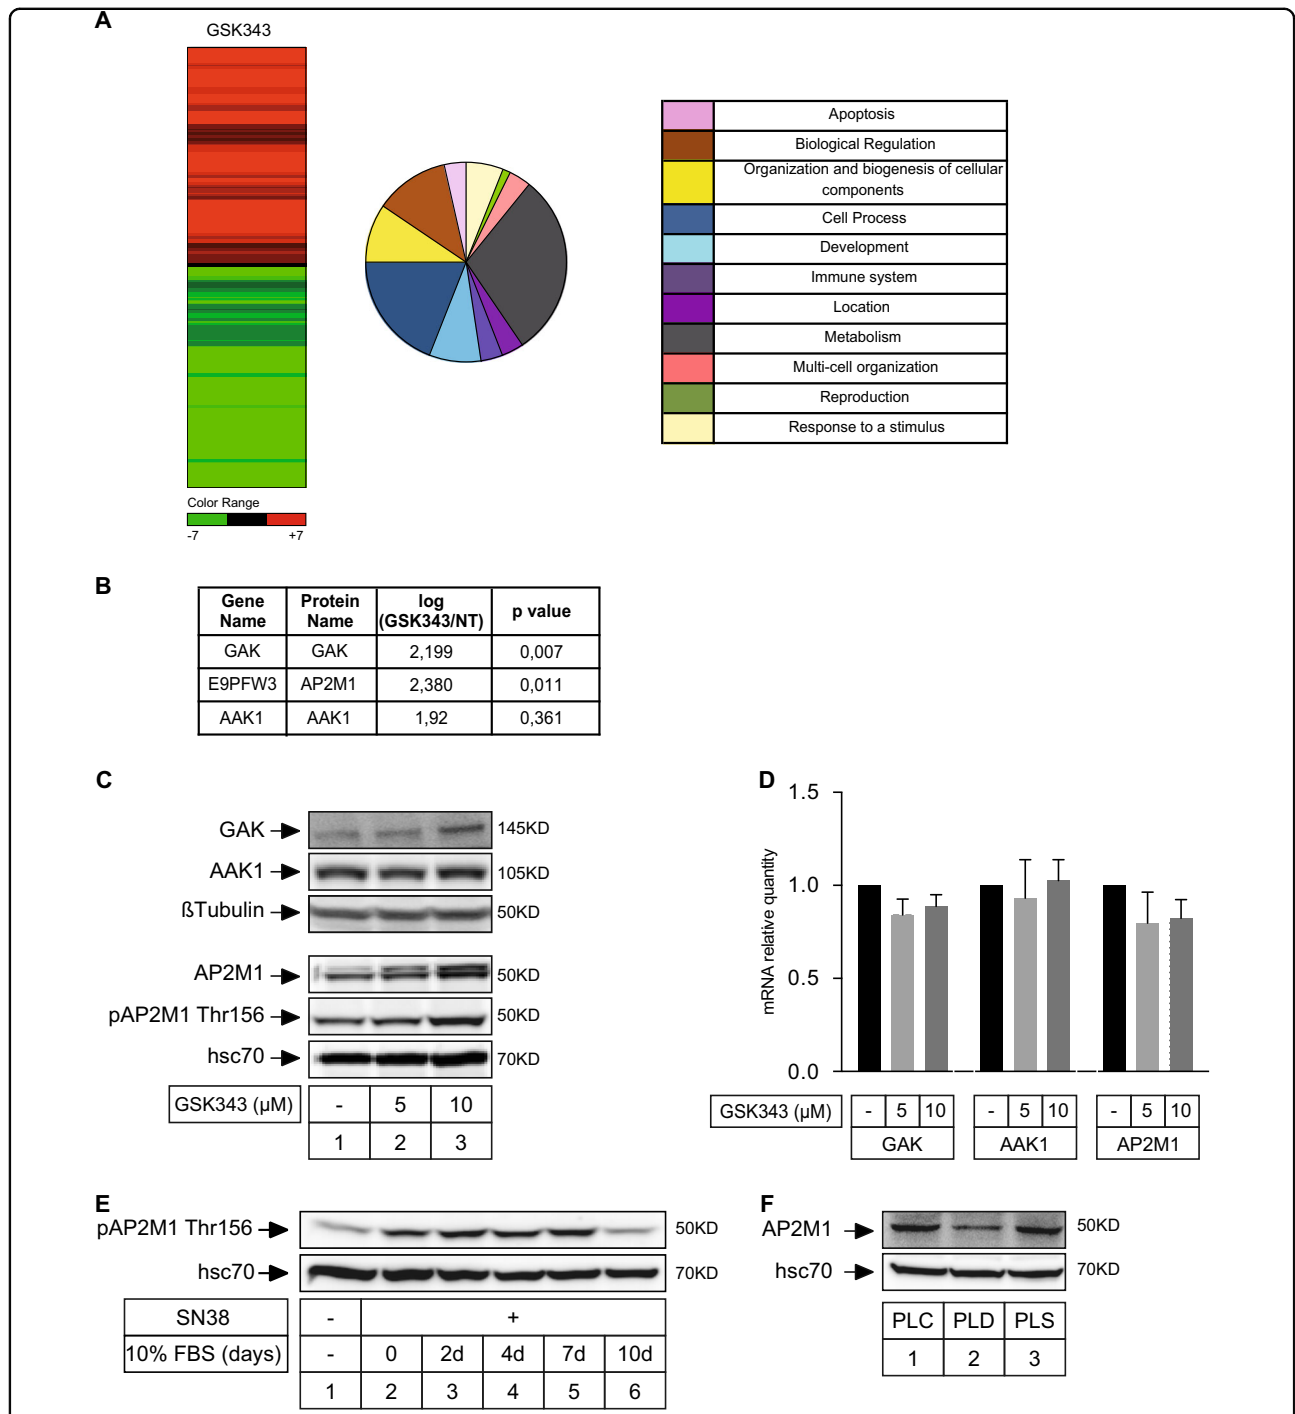 A
GSK343
Color Range
-7 +7
Apoptosis
Biological Regulation
Organization and biogenesis of cellular
components
Cell Process
Development
Immune system
Location
Metabolism
Multi-cell organization
Reproduction
Response to a stimulus
B
Gene Name Protein Name log (GSK343/NT) p value
GAK GAK 2,199 0,007
E9PFW3 AP2M1 2,380 0,011
AAK1 AAK1 1,92 0,361
C
GAK 145KD
AAK1 105KD
ßTubulin 50KD
AP2M1 50KD
pAP2M1 Thr156 50KD
hsc70 70KD
GSK343 (µM) - 5 10
1 2 3
D
mRNA relative quantity
1.5
1.0
0.5
0.0
GSK343 (µM) - 5 10 - 5 10 - 5 10
GAK AAK1 AP2M1
E
pAP2M1 Thr156 50KD
hsc70 70KD
SN38 - +
10% FBS (days) - 0 2d 4d 7d 10d
1 2 3 4 5 6
F
AP2M1 50KD
hsc70 70KD
PLC PLD PLS
1 2 3